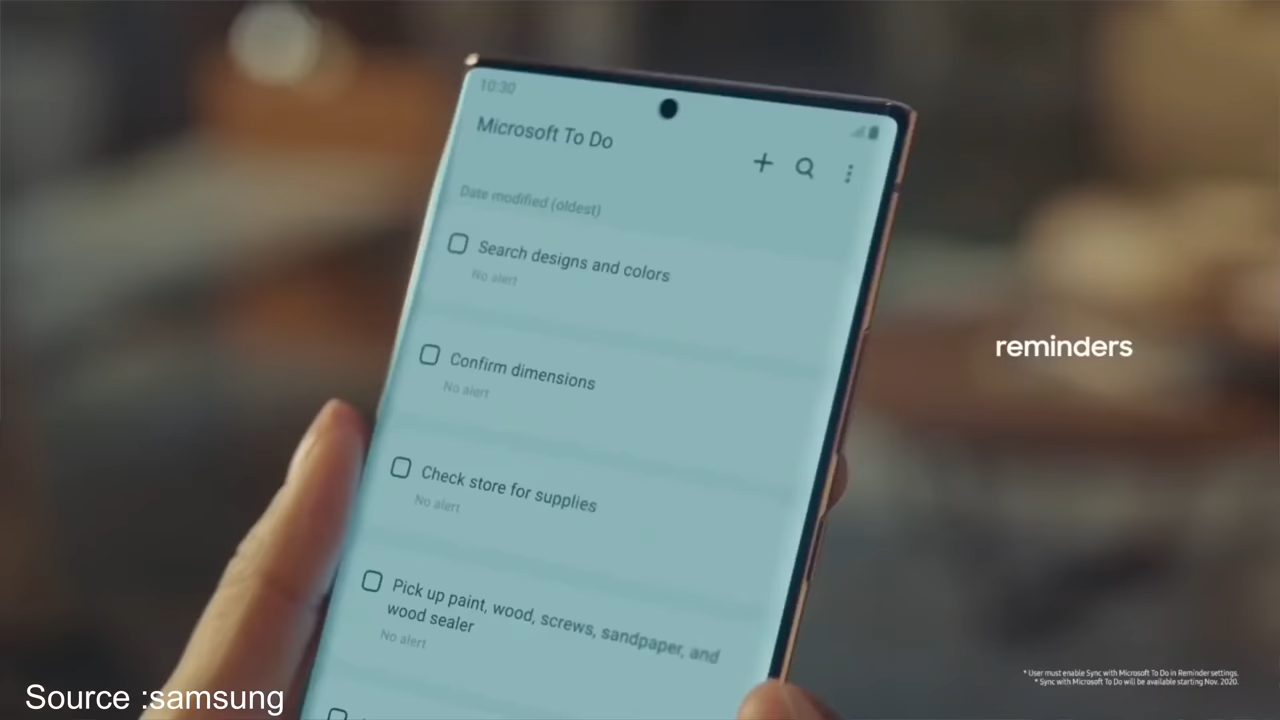 10:30
Microsoft To Do
Date modified (oldest)
Search designs and colors
No alert
Confirm dimensions
No alert
Check store for supplies
No alert
Pick up paint, wood, screws, sandpaper, and
wood sealer
No alert
reminders
* User must enable Sync with Microsoft To Do in Reminder settings.
* Sync with Microsoft To Do will be available starting Nov. 2020.
Source :samsung